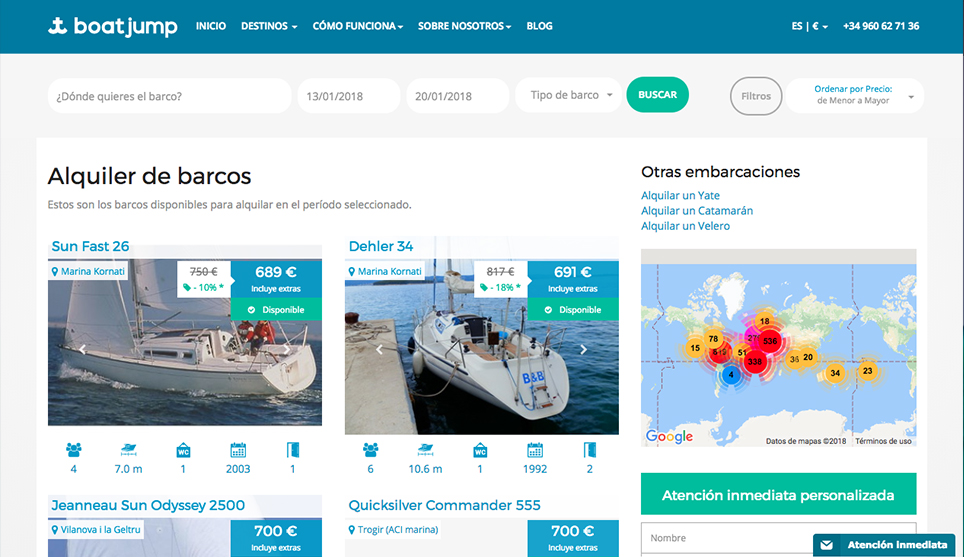 boatjump
INICIO DESTINOS CÓMO FUNCIONA SOBRE NOSOTROS BLOG
ES | € +34 960 62 71 36
¿Dónde quieres el barco? 13/01/2018 20/01/2018 Tipo de barco BUSCAR Filtros Ordenar por Precio:
de Menor a Mayor
Alquiler de barcos
Estos son los barcos disponibles para alquilar en el período seleccionado.
Sun Fast 26
Marina Kornati
750 €
- 10% *
689 €
Incluye extras
Disponible
4 7.0 m WC 1 2003 1
Dehler 34
Marina Kornati
817 €
- 18% *
691 €
Incluye extras
Disponible
B&B
6 10.6 m WC 1 1992 2
Jeanneau Sun Odyssey 2500
Vilanova i la Geltru
700 €
Incluye extras
Quicksilver Commander 555
Trogir (ACI marina)
700 €
Incluye extras
Otras embarcaciones
Alquilar un Yate
Alquilar un Catamarán
Alquilar un Velero
18
78
536
15
51
338
36
20
4
34
23
Google Datos de mapas ©2018 Términos de uso
Atención inmediata personalizada
Nombre
Atención Inmediata